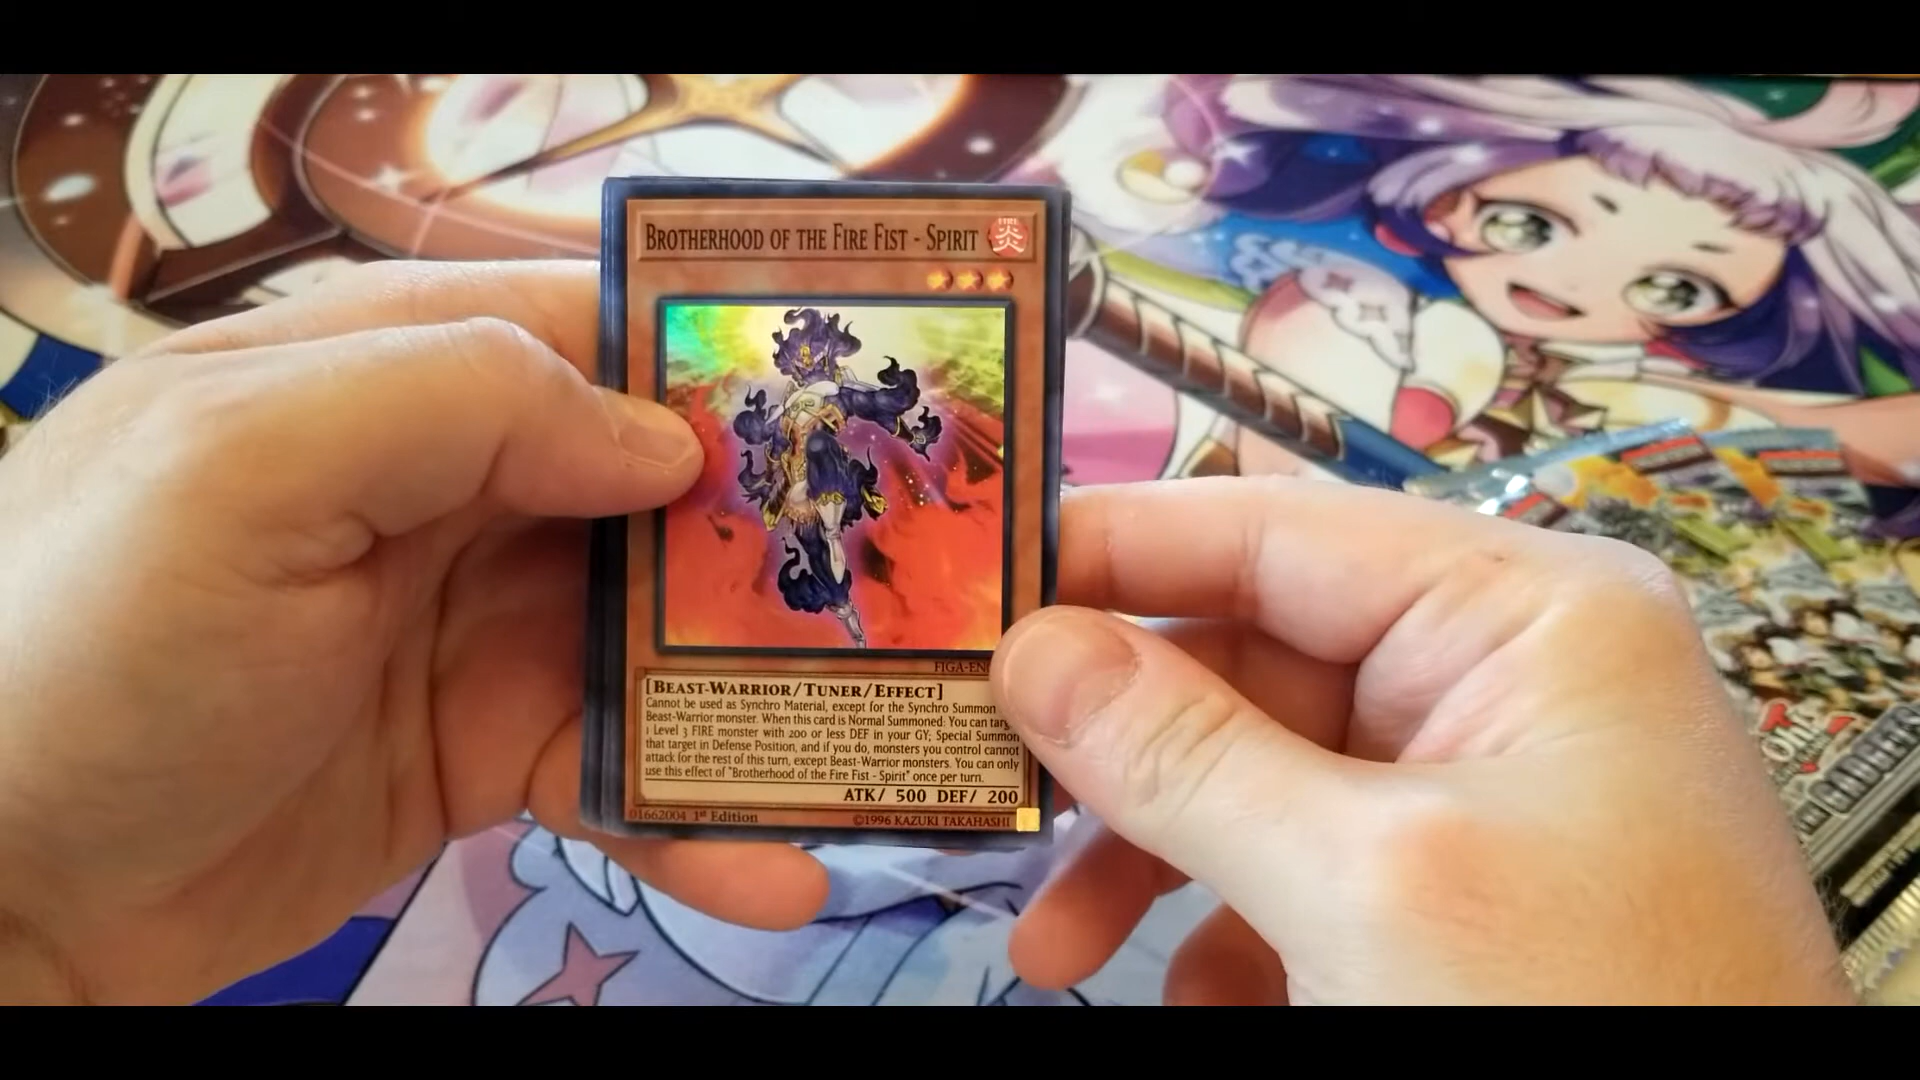 BROTHERHOOD OF THE FIRE FIST - SPIRIT
FIRE
炎
FIGA-EN
[BEAST-WARRIOR/TUNER/EFFECT]
Cannot be used as Synchro Material, except for the Synchro Summon
Beast-Warrior monster. When this card is Normal Summoned: You can
1 Level 3 FIRE monster with 200 or less DEF in your GY; Special Summon
that target in Defense Position, and if you do, monsters you control cannot
attack for the rest of this turn, except Beast-Warrior monsters. You can only
use this effect of "Brotherhood of the Fire Fist - Spirit" once per turn.
ATK/ 500 DEF/ 200
01662004 1st Edition ©1996 KAZUKI TAKAHASHI
Oh!
GADGETS